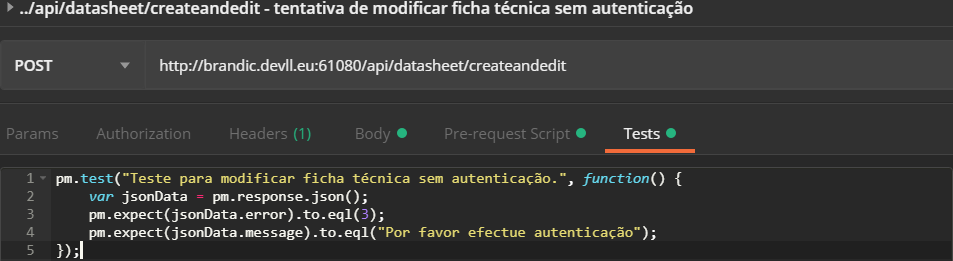 ../api/datasheet/createandedit - tentativa de modificar ficha técnica sem autenticação
POST http://brandic.devll.eu:61080/api/datasheet/createandedit
Params Authorization Headers (1) Body Pre-request Script Tests
1 pm.test("Teste para modificar ficha técnica sem autenticação.", function() {
2 var jsonData = pm.response.json();
3 pm.expect(jsonData.error).to.eql(3);
4 pm.expect(jsonData.message).to.eql("Por favor efectue autenticação");
5 });